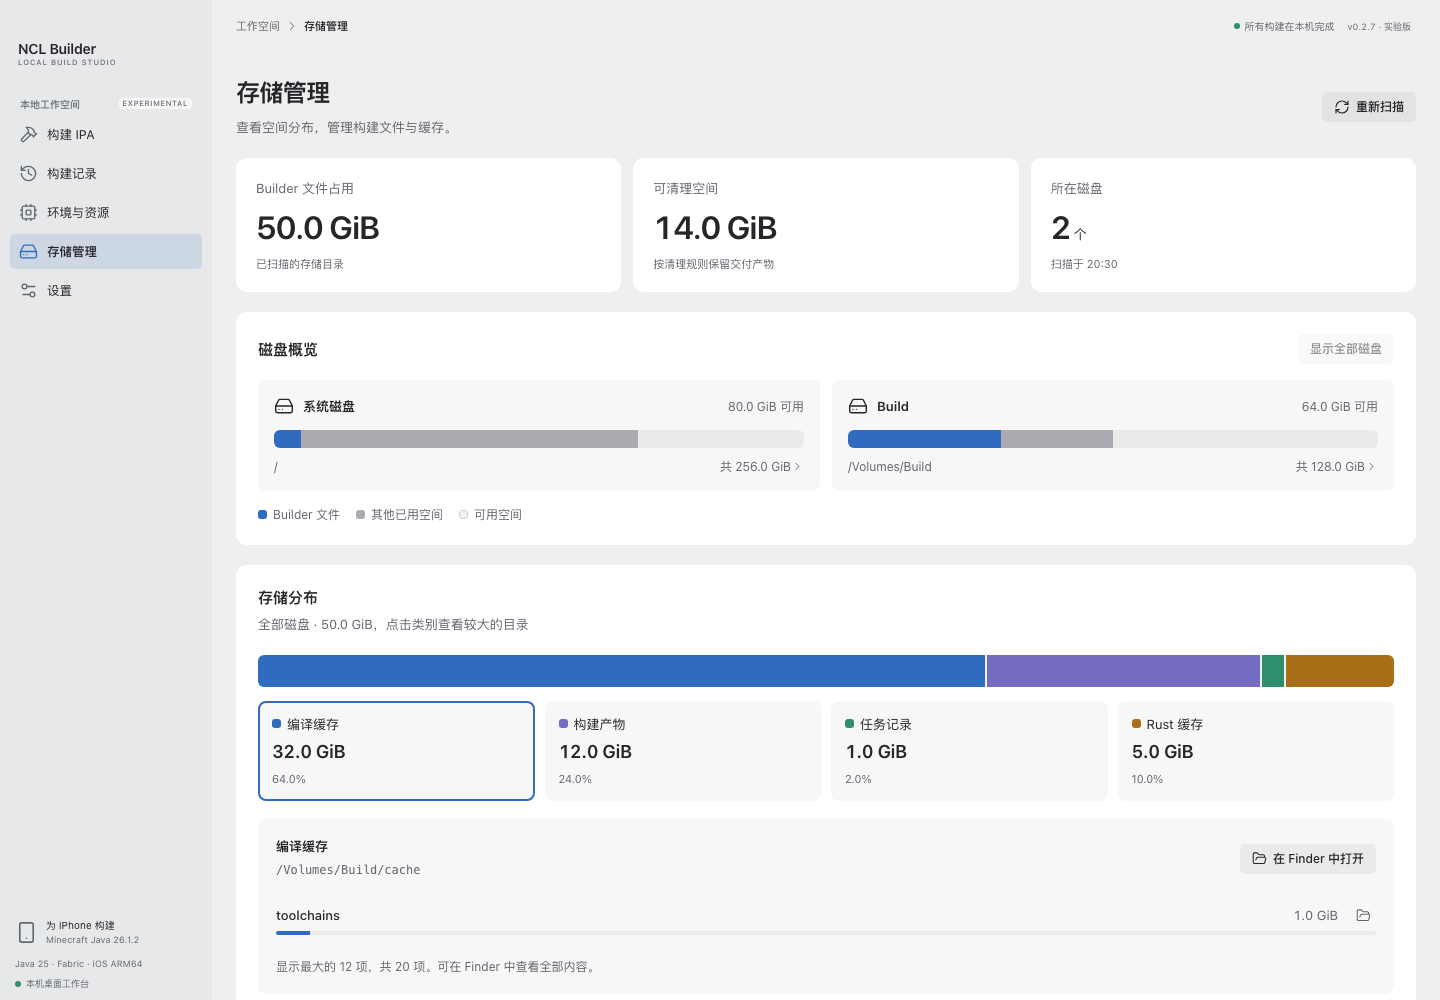 NCL Builder
LOCAL BUILD STUDIO
本地工作空间 EXPERIMENTAL
构建 IPA
构建记录
环境与资源
存储管理
设置
为 iPhone 构建
Minecraft Java 26.1.2
Java 25 · Fabric · iOS ARM64
本机桌面工作台
工作空间 > 存储管理
所有构建在本机完成 v0.2.7 · 实验版
存储管理
查看空间分布，管理构建文件与缓存。
重新扫描
Builder 文件占用
50.0 GiB
已扫描的存储目录
可清理空间
14.0 GiB
按清理规则保留交付产物
所在磁盘
2 个
扫描于 20:30
磁盘概览
显示全部磁盘
系统磁盘 80.0 GiB 可用
/ 共 256.0 GiB >
Build 64.0 GiB 可用
/Volumes/Build 共 128.0 GiB >
Builder 文件 其他已用空间 可用空间
存储分布
全部磁盘 · 50.0 GiB，点击类别查看较大的目录
编译缓存
32.0 GiB
64.0%
构建产物
12.0 GiB
24.0%
任务记录
1.0 GiB
2.0%
Rust 缓存
5.0 GiB
10.0%
编译缓存
/Volumes/Build/cache
在 Finder 中打开
toolchains 1.0 GiB
显示最大的 12 项，共 20 项。可在 Finder 中查看全部内容。